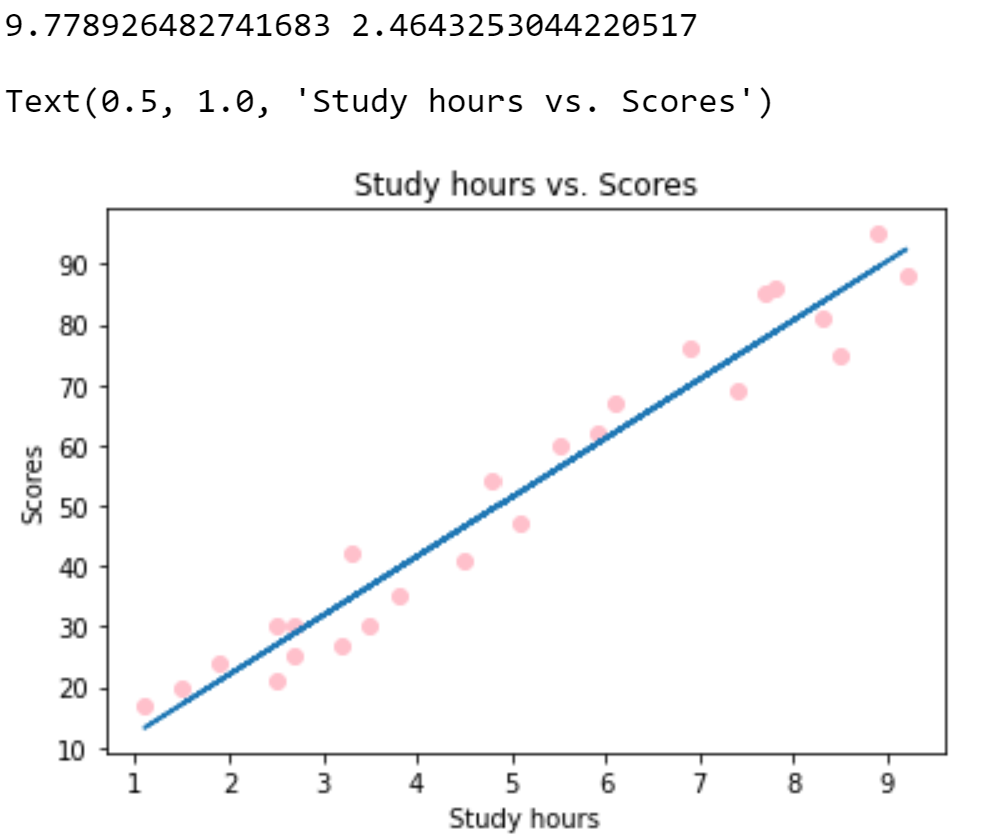 9.778926482741683 2.4643253044220517
Text(0.5, 1.0, 'Study hours vs. Scores')
Study hours vs. Scores
90
80
70
60
50
40
30
20
10
Scores
1 2 3 4 5 6 7 8 9
Study hours